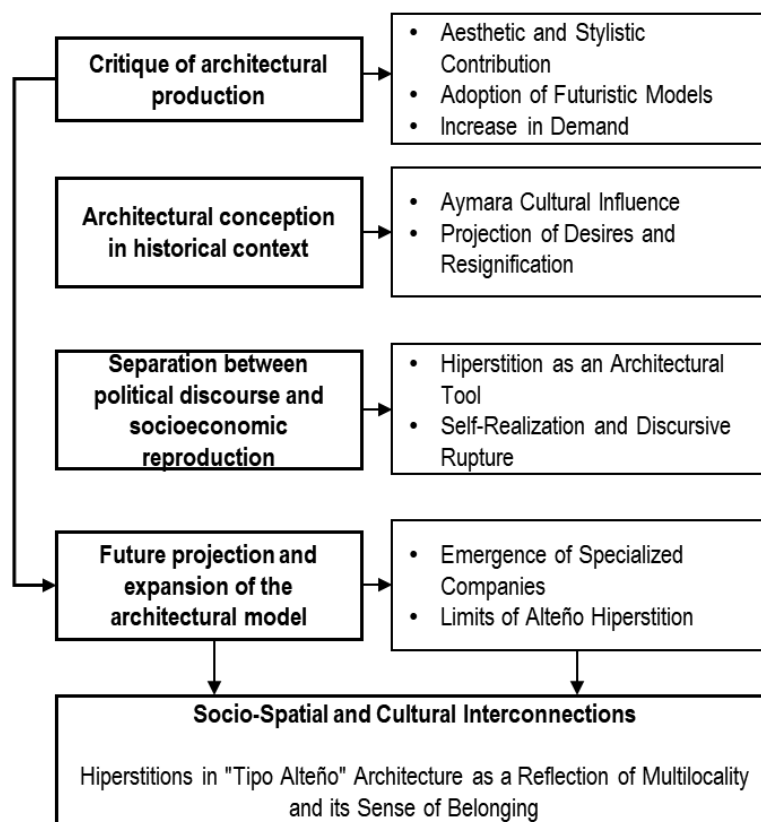 Critique of architectural
production
• Aesthetic and Stylistic
Contribution
• Adoption of Futuristic Models
• Increase in Demand
Architectural conception
in historical context
• Aymara Cultural Influence
• Projection of Desires and
Resignification
Separation between
political discourse and
socioeconomic
reproduction
• Hiperstition as an Architectural
Tool
• Self-Realization and Discursive
Rupture
Future projection and
expansion of the
architectural model
• Emergence of Specialized
Companies
• Limits of Alteño Hiperstition
Socio-Spatial and Cultural Interconnections
Hiperstitions in "Tipo Alteño" Architecture as a Reflection of Multilocality
and its Sense of Belonging